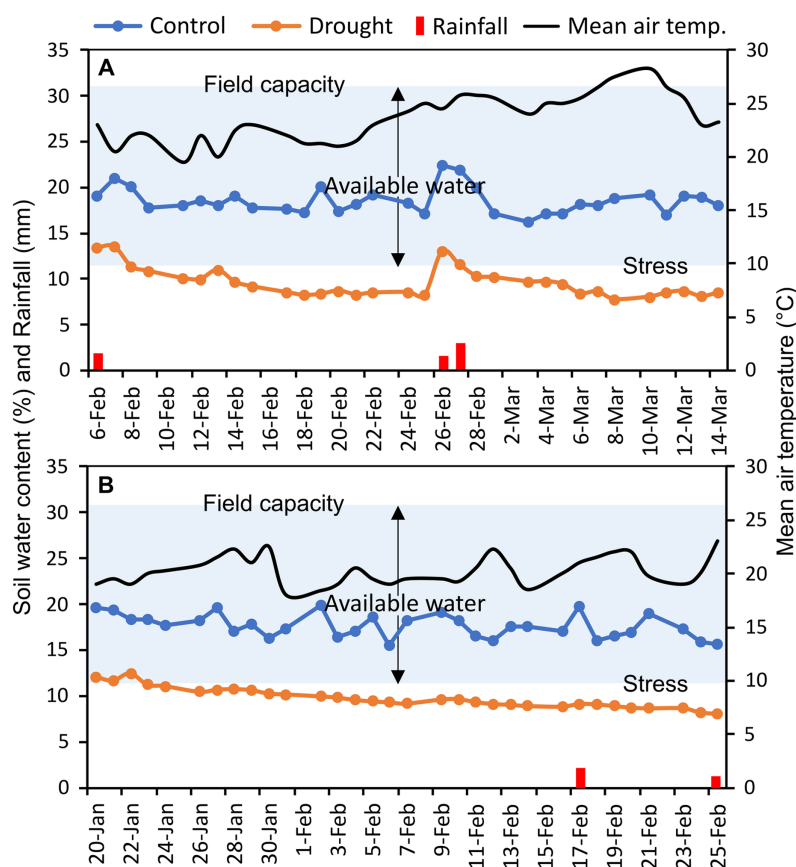 Control Drought Rainfall Mean air temp.
Soil water content (%) and Rainfall (mm)
Mean air temperature (°C)
A
Field capacity
Available water
Stress
35
30
25
20
15
10
5
0
30
25
20
15
10
5
0
6-Feb 8-Feb 10-Feb 12-Feb 14-Feb 16-Feb 18-Feb 20-Feb 22-Feb 24-Feb 26-Feb 28-Feb 2-Mar 4-Mar 6-Mar 8-Mar 10-Mar 12-Mar 14-Mar
B
Field capacity
Available water
Stress
35
30
25
20
15
10
5
0
30
25
20
15
10
5
0
20-Jan 22-Jan 24-Jan 26-Jan 28-Jan 30-Jan 1-Feb 3-Feb 5-Feb 7-Feb 9-Feb 11-Feb 13-Feb 15-Feb 17-Feb 19-Feb 21-Feb 23-Feb 25-Feb